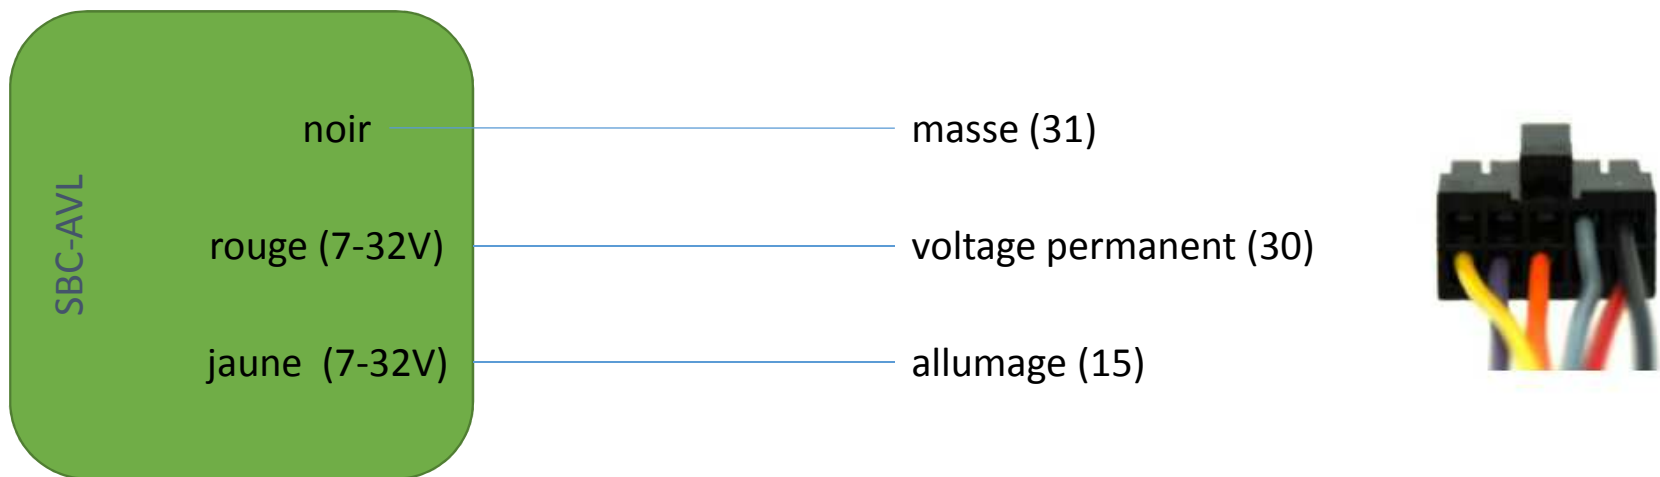 SBC-AVL
noir
masse (31)
rouge (7-32V)
voltage permanent (30)
jaune (7-32V)
allumage (15)